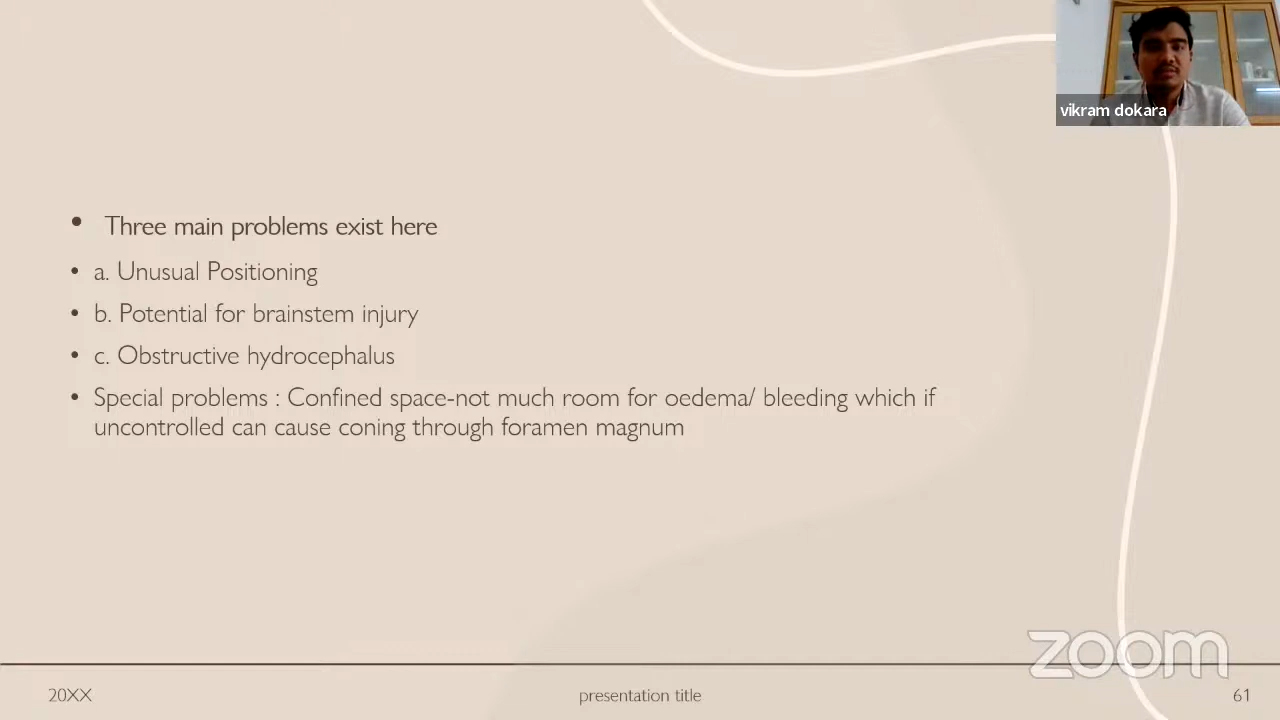 vikram dokara
• Three main problems exist here
• a. Unusual Positioning
• b. Potential for brainstem injury
• c. Obstructive hydrocephalus
• Special problems : Confined space-not much room for oedema/ bleeding which if
uncontrolled can cause coning through foramen magnum
zoom
20XX
presentation title
61